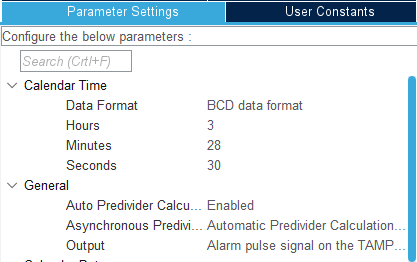 Parameter Settings
User Constants
Configure the below parameters :
Search (Crtl+F)
Calendar Time
Data Format BCD data format
Hours 3
Minutes 28
Seconds 30
General
Auto Predivider Calcu... Enabled
Asynchronous Predivi... Automatic Predivider Calculation...
Output Alarm pulse signal on the TAMP...